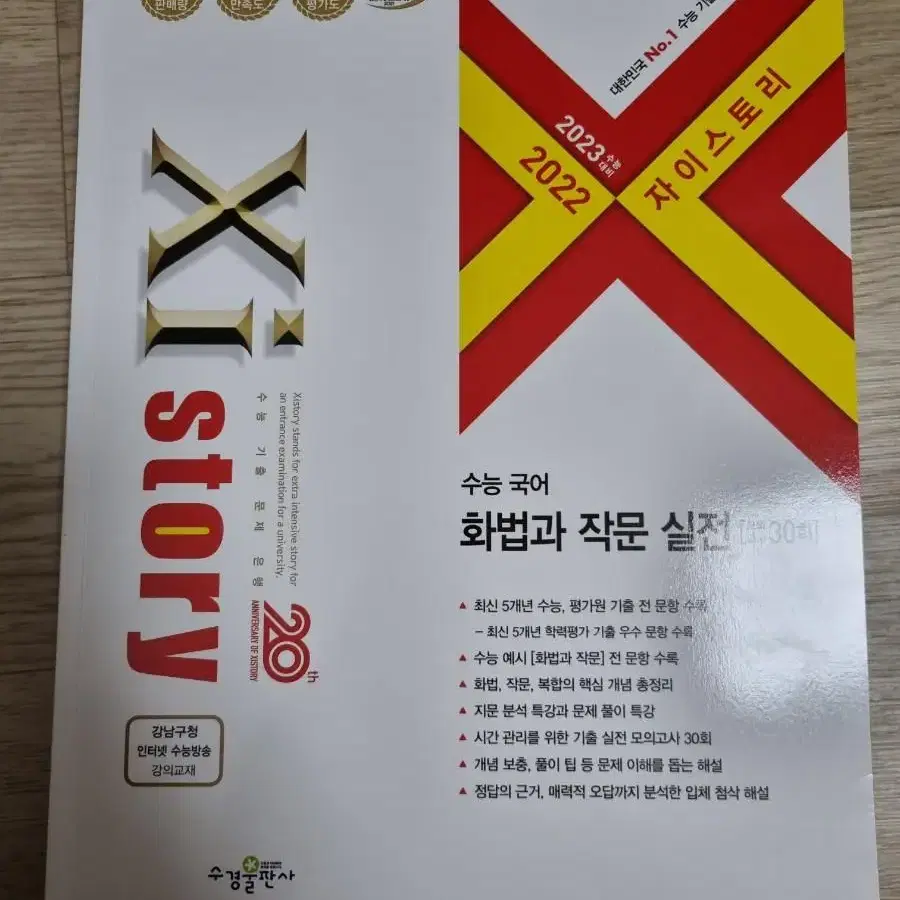 판매량
만족도
평가도
대한민국 No.1 수능
2023 수능 대비
2022
자이스토리
Xi story
Xistory stands for extra intensive story for
an entrance examination for a university.
수능 기출 문제 은행
20th
ANNIVERSARY OF XISTORY
강남구청
인터넷 수능방송
강의교재
수경출판사
수능 국어
화법과 작문 실전 30회
▲ 최신 5개년 수능, 평가원 기출 전 문항 수록
– 최신 5개년 학력평가 기출 우수 문항 수록
▲ 수능 예시 [화법과 작문] 전 문항 수록
▲ 화법, 작문, 복합의 핵심 개념 총정리
▲ 지문 분석 특강과 문제 풀이 특강
▲ 시간 관리를 위한 기출 실전 모의고사 30회
▲ 개념 보충, 풀이 팁 등 문제 이해를 돕는 해설
▲ 정답의 근거, 매력적 오답까지 분석한 입체 첨삭 해설